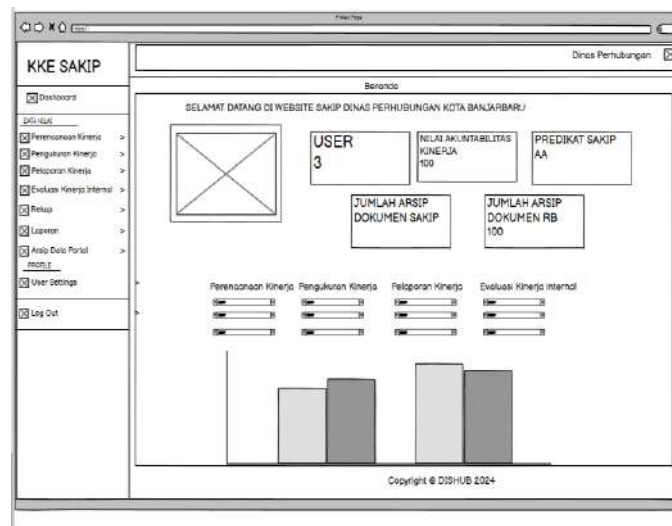 KKE SAKIP
Dinas Perhubungan
Dashboard
DATA NILAI
Perencanaan Kinerja >
Pengukuran Kinerja >
Pelaporan Kinerja >
Evaluasi Kinerja Internal >
Rekap >
Laporan >
Arsip Data Portal >
PROFILE
User Settings
Log Out
Beranda
SELAMAT DATANG DI WEBSITE SAKIP DINAS PERHUBUNGAN KOTA BANJARBARU
USER
3
NILAI AKUNTABILITAS
KINERJA
100
PREDIKAT SAKIP
AA
JUMLAH ARSIP
DOKUMEN SAKIP
JUMLAH ARSIP
DOKUMEN RB
100
Perencanaan Kinerja Pengukuran Kinerja Pelaporan Kinerja Evaluasi Kinerja Internal
Copyright @ DISHUB 2024